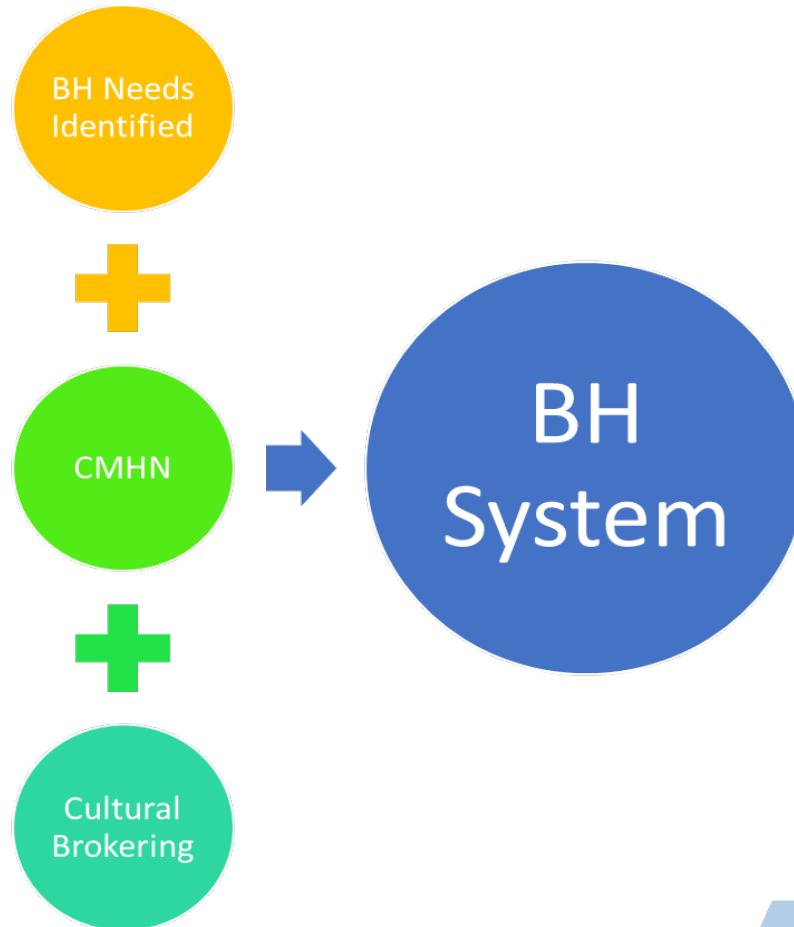 BH Needs
Identified
CMHN
Cultural
Brokering
BH
System